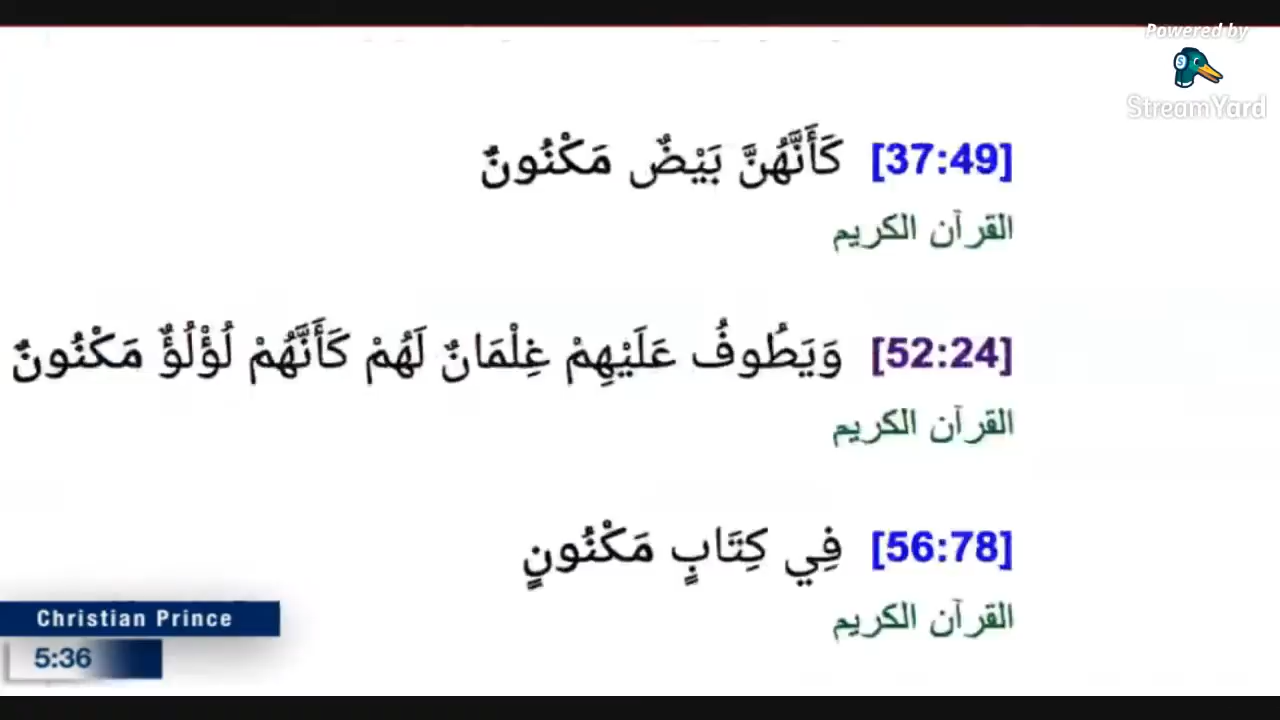 Powered by
StreamYard
[37:49] كَأَنَّهُنَّ بَيْضٌ مَكْنُونٌ
القرآن الكريم
[52:24] وَيَطُوفُ عَلَيْهِمْ غِلْمَانٌ لَهُمْ كَأَنَّهُمْ لُؤْلُؤٌ مَكْنُونٌ
القرآن الكريم
[56:78] فِي كِتَابٍ مَكْنُونٍ
القرآن الكريم
Christian Prince
5:36